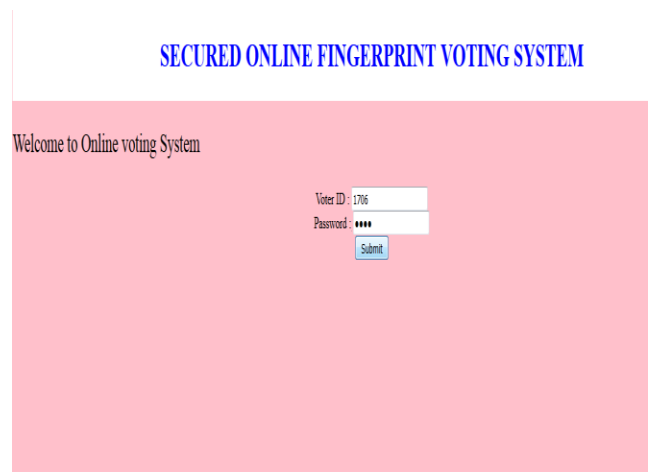 SECURED ONLINE FINGERPRINT VOTING SYSTEM
Welcome to Online voting System
Voter ID : 1706
Password : ••••
Submit